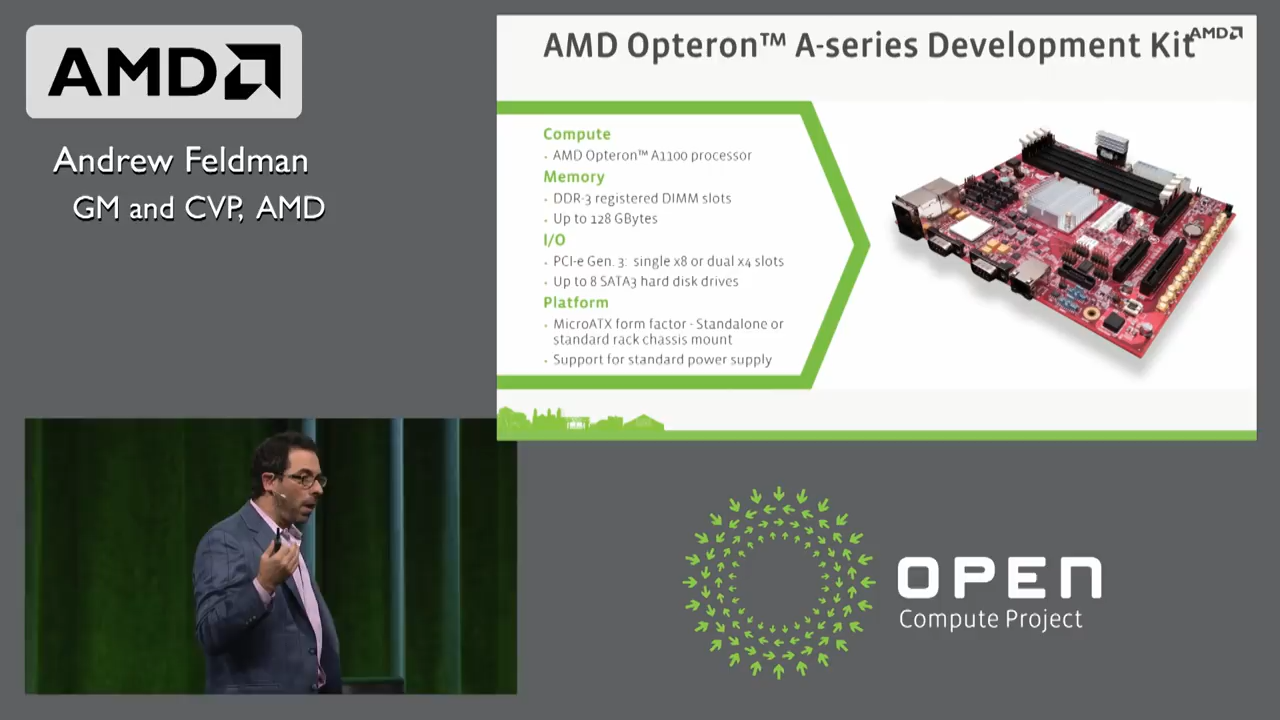 AMD
Andrew Feldman
GM and CVP, AMD
AMD Opteron™ A-series Development Kit
AMD
Compute
· AMD Opteron™ A1100 processor
Memory
· DDR-3 registered DIMM slots
· Up to 128 GBytes
I/O
· PCI-e Gen. 3: single x8 or dual x4 slots
· Up to 8 SATA3 hard disk drives
Platform
· MicroATX form factor - Standalone or
standard rack chassis mount
· Support for standard power supply
OPEN
Compute Project